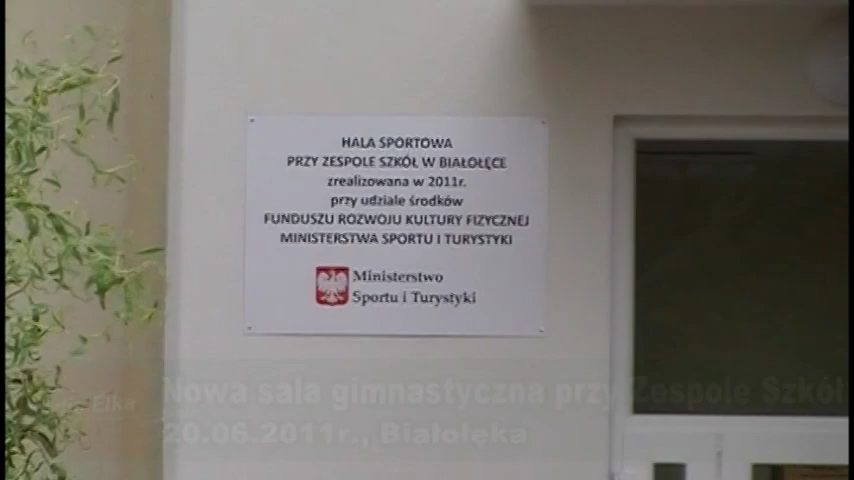 HALA SPORTOWA
PRZY ZESPOLE SZKÓŁ W BIAŁOŁĘCE
zrealizowana w 2011r.
przy udziale środków
FUNDUSZU ROZWOJU KULTURY FIZYCZNEJ
MINISTERSTWA SPORTU I TURYSTYKI
Ministerstwo
Sportu i Turystyki
Nowa sala gimnastyczna przy Zespole Szkół
Ełka
20.06.2011r., Białołęka